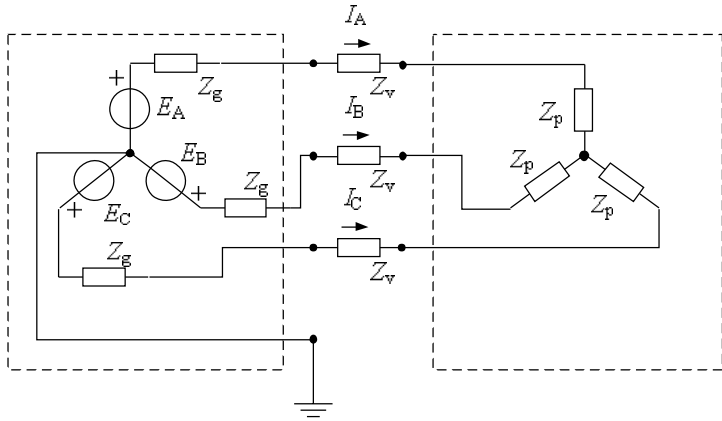 I_A
+ Z_g Z_v
E_A Z_p
I_B
E_B Z_p
+ Z_g Z_v Z_p
+ E_C I_C
Z_g Z_v